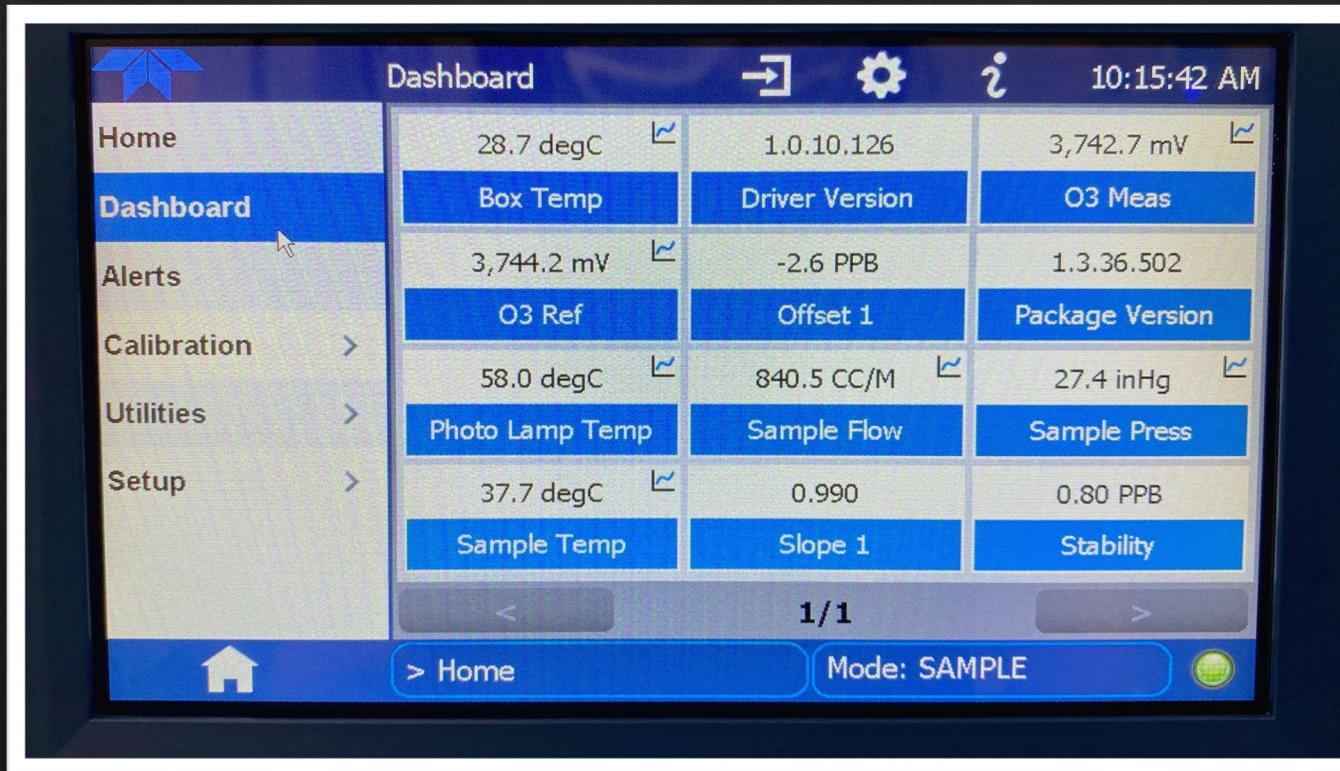 Dashboard
10:15:42 AM
Home
Dashboard
Alerts
Calibration >
Utilities >
Setup >
28.7 degC
Box Temp
1.0.10.126
Driver Version
3,742.7 mV
O3 Meas
3,744.2 mV
O3 Ref
-2.6 PPB
Offset 1
1.3.36.502
Package Version
58.0 degC
Photo Lamp Temp
840.5 CC/M
Sample Flow
27.4 inHg
Sample Press
37.7 degC
Sample Temp
0.990
Slope 1
0.80 PPB
Stability
< 1/1 >
> Home
Mode: SAMPLE